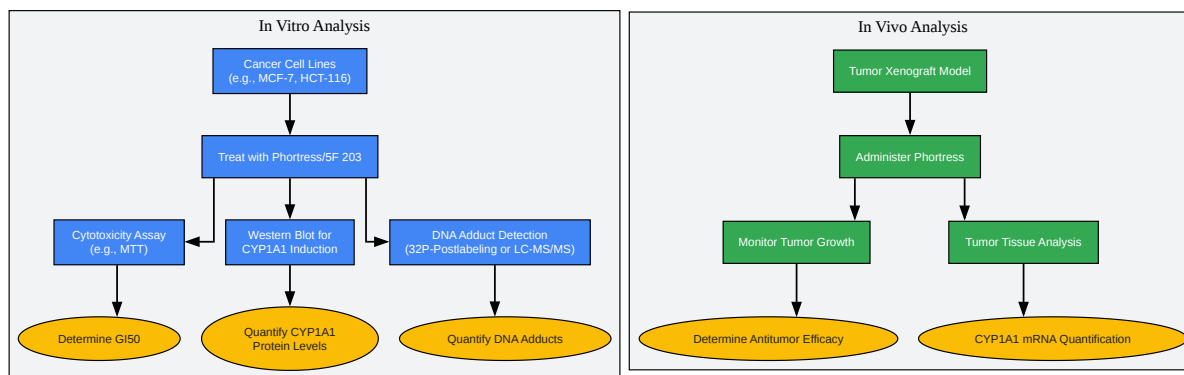 In Vitro Analysis
Cancer Cell Lines
(e.g., MCF-7, HCT-116)
Treat with Phortress/5F 203
Cytotoxicity Assay
(e.g., MTT)
Western Blot for
CYP1A1 Induction
DNA Adduct Detection
(32P-Postlabeling or LC-MS/MS)
Determine GI50
Quantify CYP1A1
Protein Levels
Quantify DNA Adducts
In Vivo Analysis
Tumor Xenograft Model
Administer Phortress
Monitor Tumor Growth
Tumor Tissue Analysis
Determine Antitumor Efficacy
CYP1A1 mRNA Quantification